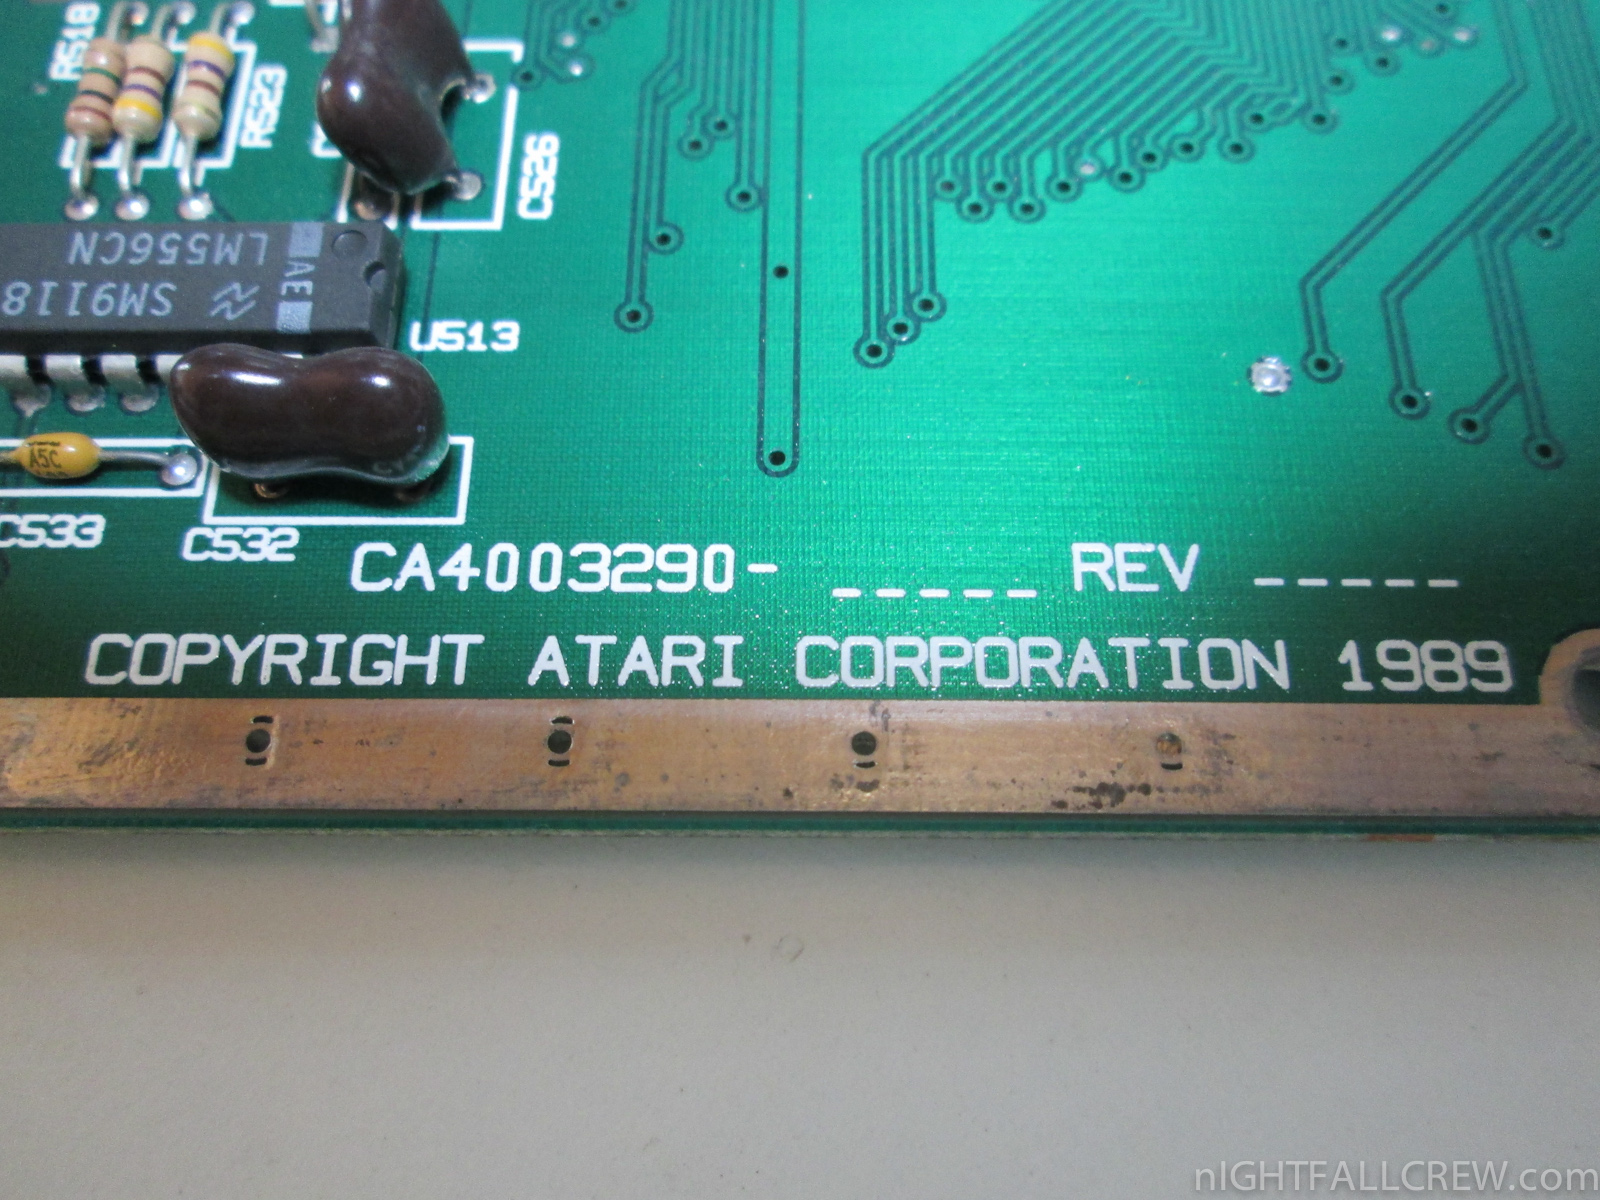 R518
R523
C526
LM556CN
AE
SM9118
U513
A5C
C533
C532
CA4003290- _____ REV _____
COPYRIGHT ATARI CORPORATION 1989
nIGHTFALLCREW.com